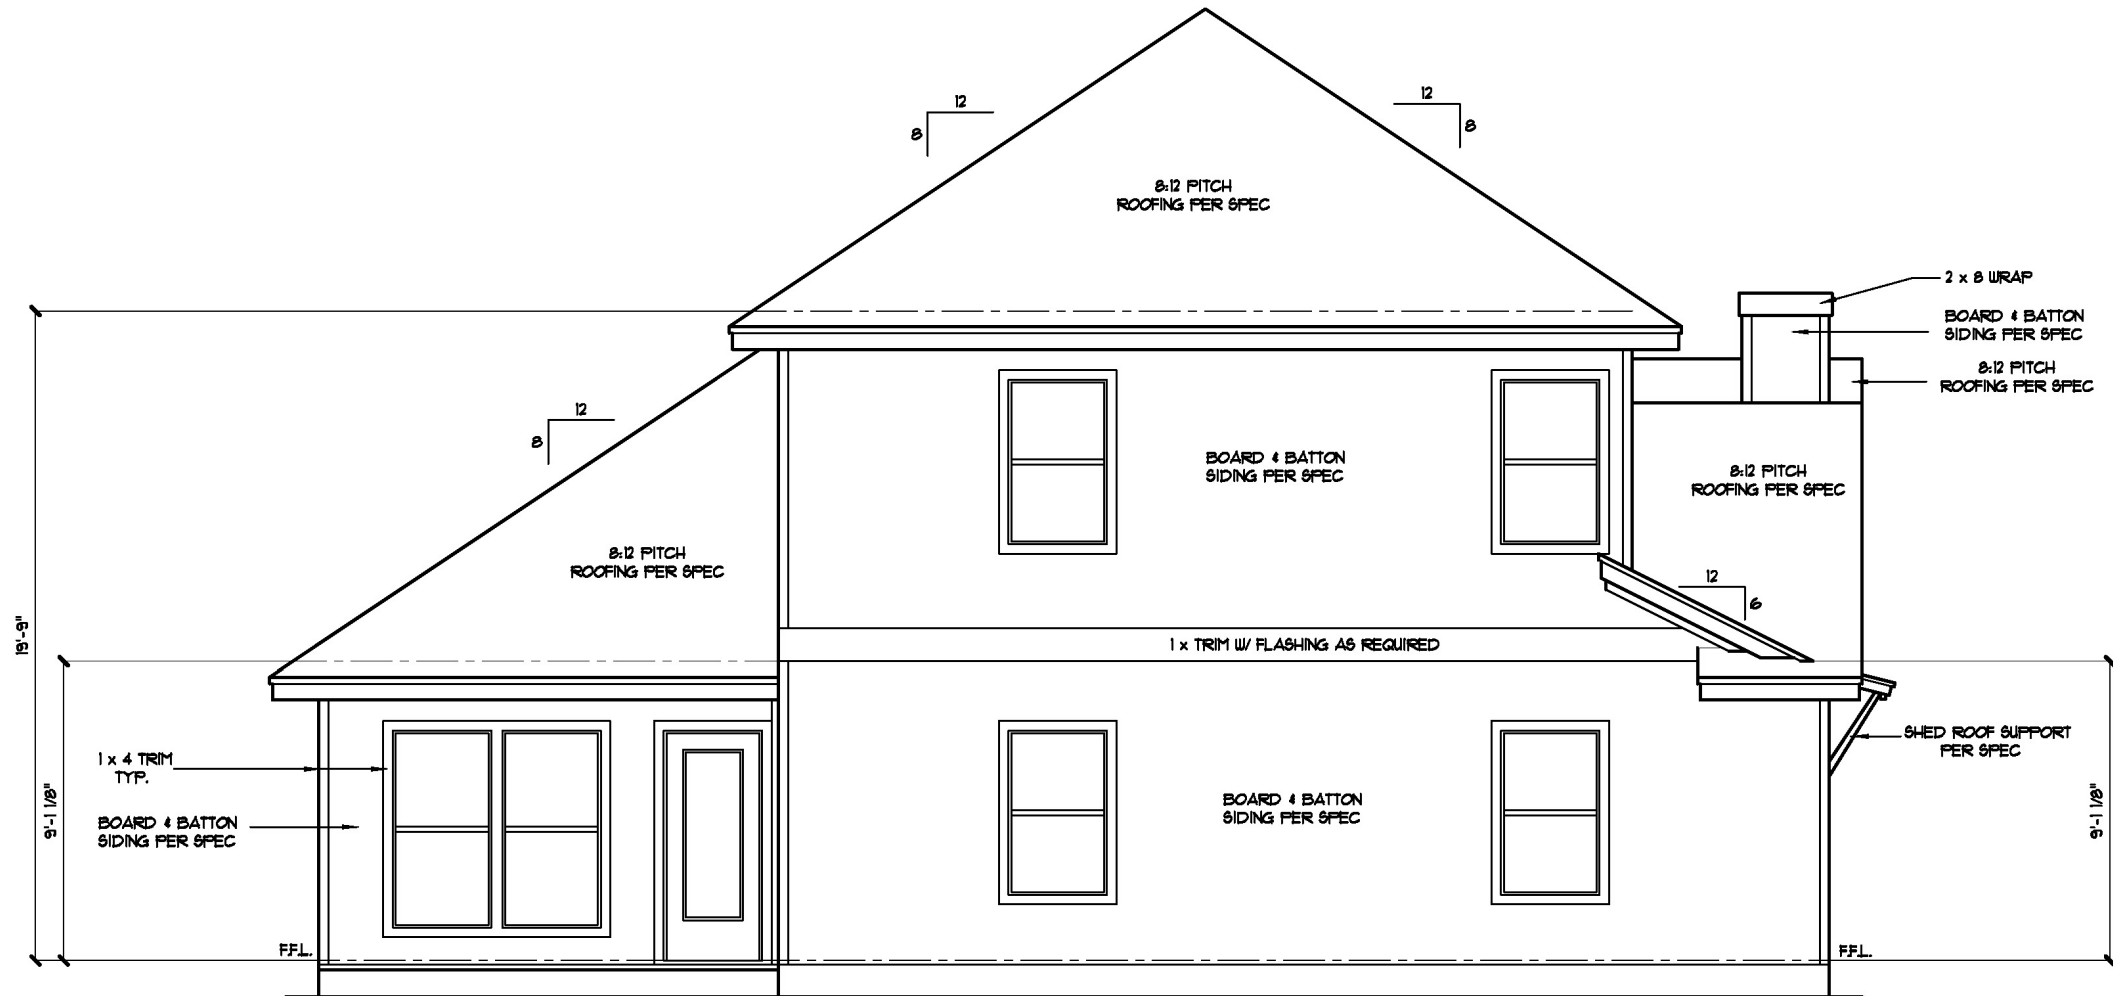 12
8
12
8
8:12 PITCH
ROOFING PER SPEC
2 x 8 WRAP
BOARD & BATTON
SIDING PER SPEC
8:12 PITCH
ROOFING PER SPEC
12
8
BOARD & BATTON
SIDING PER SPEC
8:12 PITCH
ROOFING PER SPEC
8:12 PITCH
ROOFING PER SPEC
12
6
19'-9"
1 x TRIM W/ FLASHING AS REQUIRED
SHED ROOF SUPPORT
PER SPEC
1 x 4 TRIM
TYP.
9'-1 1/8"
BOARD & BATTON
SIDING PER SPEC
BOARD & BATTON
SIDING PER SPEC
9'-1 1/8"
F.F.L.
F.F.L.